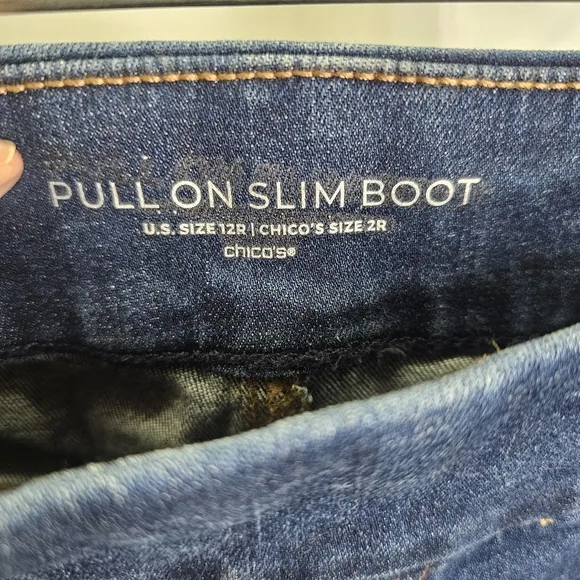 PULL ON SLIM BOOT
U.S. SIZE 12R | CHICO'S SIZE 2R
chico's®